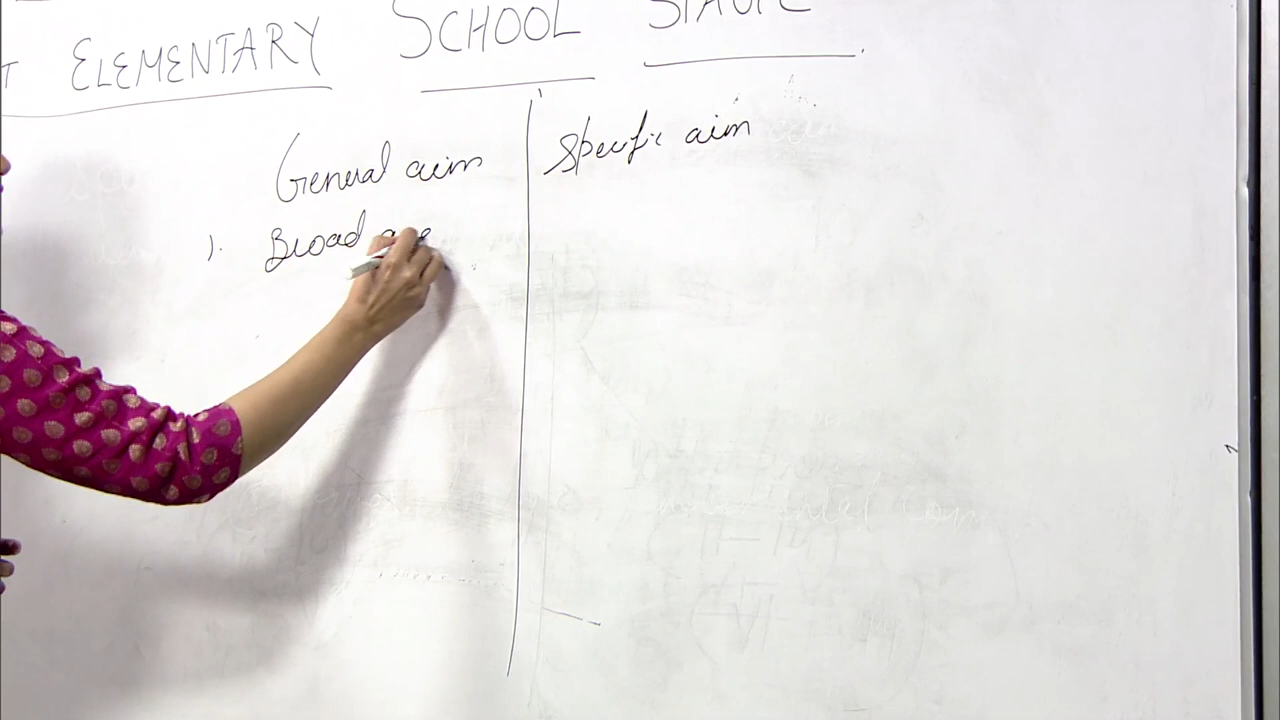 ELEMENTARY SCHOOL STAGE
General aim
Specific aim
1. Broad